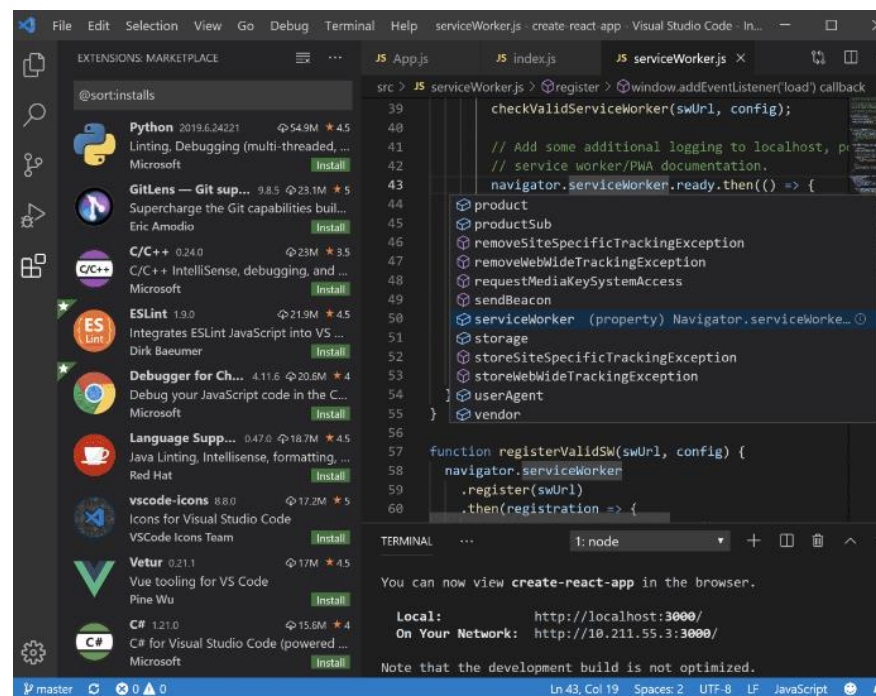 File Edit Selection View Go Debug Terminal Help serviceWorker.js - create-react-app - Visual Studio Code - In...
EXTENSIONS: MARKETPLACE
@sort:installs
Python 2019.6.24221 54.9M ★ 4.5
Linting, Debugging (multi-threaded, ...
Microsoft Install
GitLens — Git sup... 9.8.5 23.1M ★ 5
Supercharge the Git capabilities buil...
Eric Amodio Install
C/C++ 0.24.0 23M ★ 3.5
C/C++ IntelliSense, debugging, and ...
Microsoft Install
ESLint 1.9.0 21.9M ★ 4.5
Integrates ESLint JavaScript into VS ...
Dirk Baeumer Install
Debugger for Ch... 4.11.6 20.6M ★ 4
Debug your JavaScript code in the C...
Microsoft Install
Language Supp... 0.47.0 18.7M ★ 4.5
Java Linting, Intellisense, formatting, ...
Red Hat Install
vscode-icons 8.8.0 17.2M ★ 5
Icons for Visual Studio Code
VSCode Icons Team Install
Vetur 0.21.1 17M ★ 4.5
Vue tooling for VS Code
Pine Wu Install
C# 1.21.0 15.6M ★ 4
C# for Visual Studio Code (powered ...
Microsoft Install
C/C++
ES
Lint
C#
JS App.js JS index.js JS serviceWorker.js ×
src > JS serviceWorker.js > register > window.addEventListener('load') callback
39 checkValidServiceWorker(swUrl, config);
40
41 // Add some additional logging to localhost, p
42 // service worker/PWA documentation.
43 navigator.serviceWorker.ready.then(() => {
44 product
45 productSub
46 removeSiteSpecificTrackingException
47 removeWebWideTrackingException
48 requestMediaKeySystemAccess
49 sendBeacon
50 serviceWorker (property) Navigator.serviceWorke...
51 storage
52 storeSiteSpecificTrackingException
53 storeWebWideTrackingException
54 } userAgent
55 } vendor
56
57 function registerValidSW(swUrl, config) {
58 navigator.serviceWorker
59 .register(swUrl)
60 .then(registration => {
TERMINAL ... 1: node
You can now view create-react-app in the browser.
Local: http://localhost:3000/
On Your Network: http://10.211.55.3:3000/
Note that the development build is not optimized.
master 0 0 Ln 43, Col 19 Spaces: 2 UTF-8 LF JavaScript